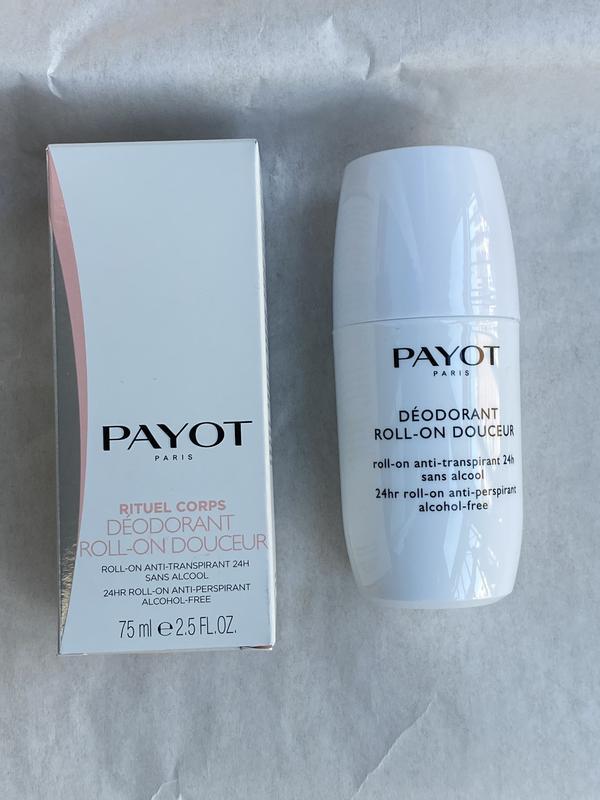 PAYOT
PARIS
RITUEL CORPS
DÉODORANT
ROLL-ON DOUCEUR
ROLL-ON ANTI-TRANSPIRANT 24H
SANS ALCOOL
24HR ROLL-ON ANTI-PERSPIRANT
ALCOHOL-FREE
75 ml ℮ 2.5 FL.OZ.
PAYOT
PARIS
DÉODORANT
ROLL-ON DOUCEUR
roll-on anti-transpirant 24h
sans alcool
24hr roll-on anti-perspirant
alcohol-free